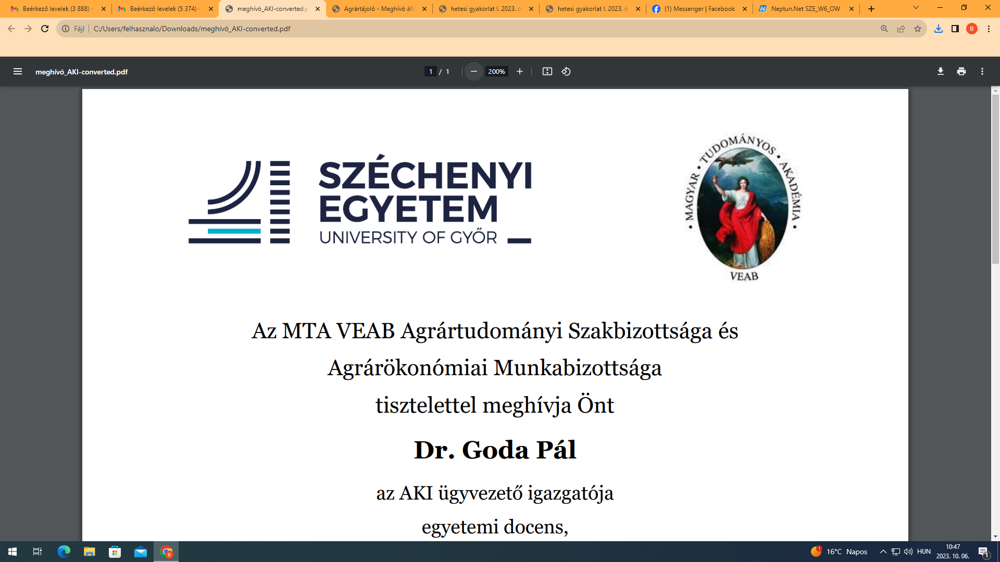 Beérkező levelek (3 888) -
Beérkező levelek (5 374) -
meghívó_AKI-converted.p
Agrártájoló - Meghívó áll
hetesi gyakorlat I. 2023. ő
hetesi gyakorlat I. 2023. ő
(1) Messenger | Facebook
Neptun.Net SZE_W6_OW
Fájl
C:/Users/felhasznalo/Downloads/meghívó_AKI-converted.pdf
B
meghívó_AKI-converted.pdf
1 / 1
200%
SZÉCHENYI
EGYETEM
UNIVERSITY OF GYŐR
• MAGYAR • TUDOMÁNYOS • AKADÉMIA •
VEAB
Az MTA VEAB Agrártudományi Szakbizottsága és
Agrárökonómiai Munkabizottsága
tisztelettel meghívja Önt
Dr. Goda Pál
az AKI ügyvezető igazgatója
egyetemi docens,
B
1
16°C Napos
HUN
10:47
2023. 10. 06.
1